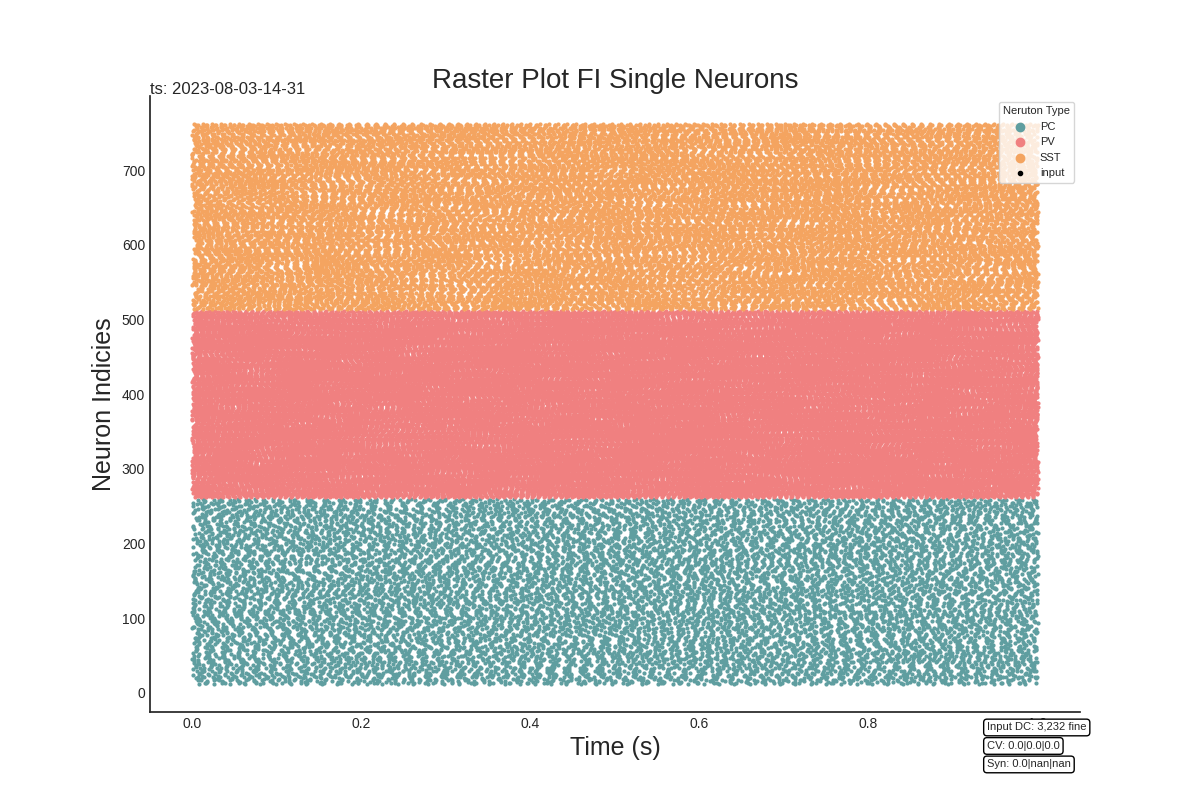 Raster Plot FI Single Neurons
ts: 2023-08-03-14-31
Neruton Type
PC
PV
SST
input
Neuron Indicies
700
600
500
400
300
200
100
0
0.0 0.2 0.4 0.6 0.8
Time (s)
Input DC: 3,232 fine
CV: 0.0|0.0|0.0
Syn: 0.0|nan|nan